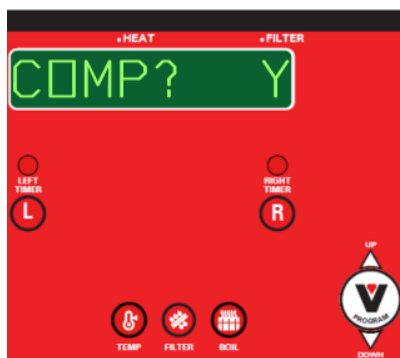 • HEAT • FILTER
COMP? Y
LEFT TIMER
RIGHT TIMER
L
R
UP
V
PROGRAM
DOWN
TEMP
FILTER
BOIL